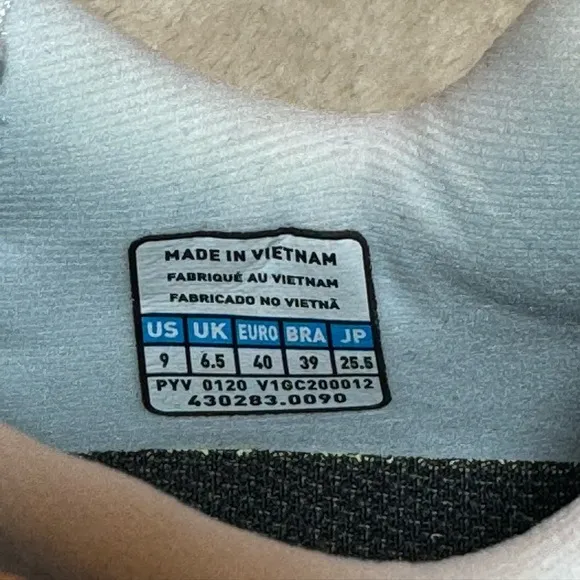 MADE IN VIETNAM
FABRIQUÉ AU VIETNAM
FABRICADO NO VIETNÃ
US UK EURO BRA JP
9 6.5 40 39 25.5
PYV 0120 V1GC200012
430283.0090